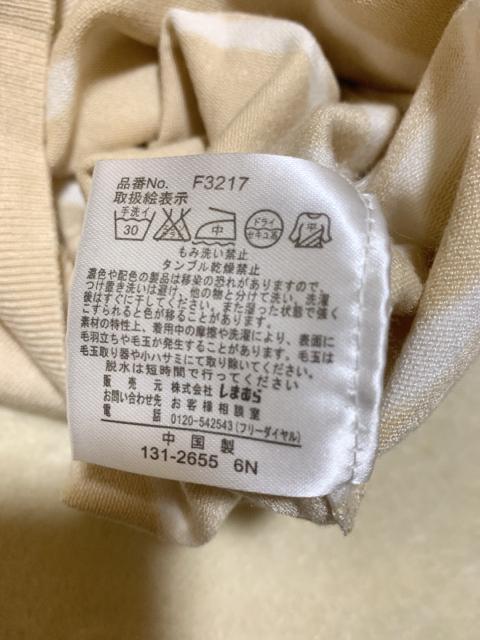 品番No. F3217
取扱絵表示
手洗イ 30 エンソサラシ 中 ドライ セキユ系 平
もみ洗い禁止
タンブル乾燥禁止
濃色や配色の製品は移染の恐れがありますので、
つけ置き洗いは避け、他の物と分けて洗い、洗濯
後はすぐに干してください。また湿った状態で強く
こすられると色が移ることがあります。
素材の特性上、着用中の摩擦や洗濯により、表面に
毛羽立ちや毛玉が発生することがあります。毛玉は
毛玉取り器や小バサミにて取り除いてください。
脱水は短時間で行ってください
販売元 株式会社しまむら
お問い合わせ先 お客様相談室
電話 0120-542543(フリーダイヤル)
中国製
131-2655 6N